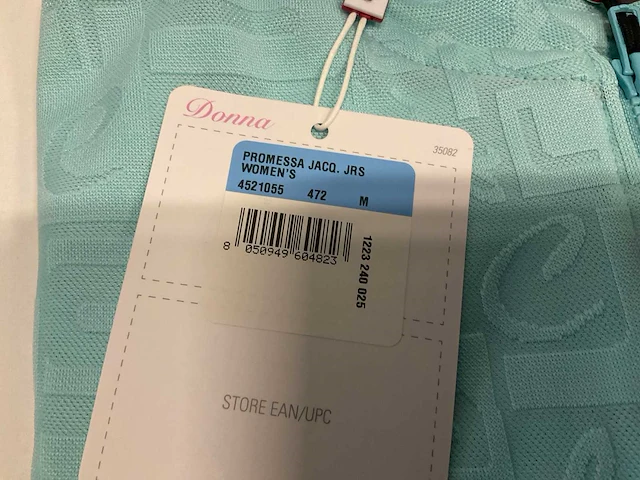 Donna
35082
PROMESSA JACQ. JRS
WOMEN'S
4521055 472 M
8 050949 604823
1223 240 025
STORE EAN/UPC